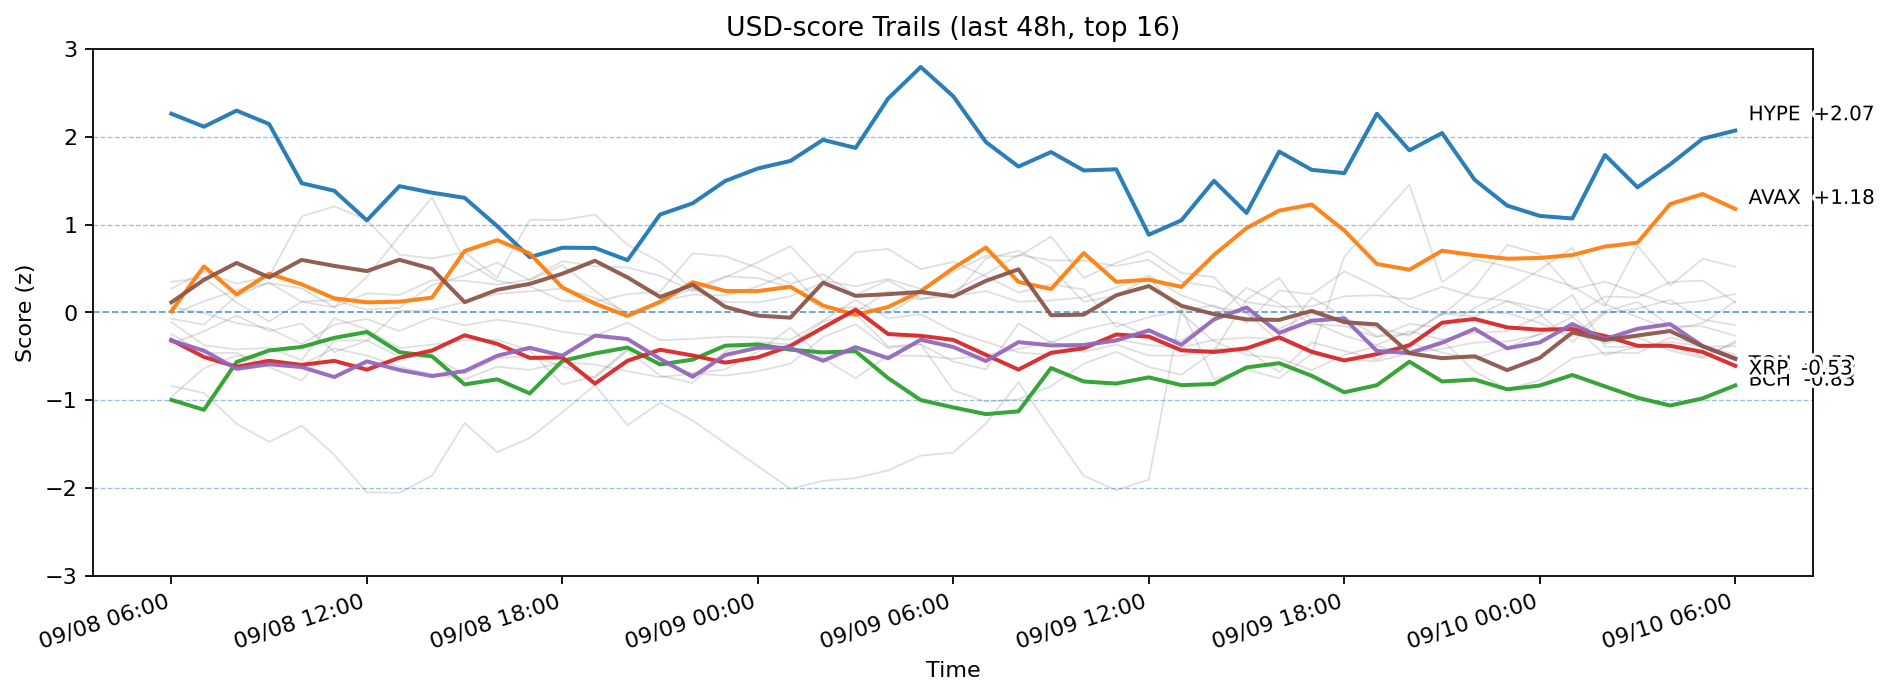 USD-score Trails (last 48h, top 16)
Score (z)
3
2
1
0
−1
−2
−3
HYPE +2.07
AVAX +1.18
XRP -0.53
BCH -0.83
09/08 06:00
09/08 12:00
09/08 18:00
09/09 00:00
09/09 06:00
09/09 12:00
09/09 18:00
09/10 00:00
09/10 06:00
Time